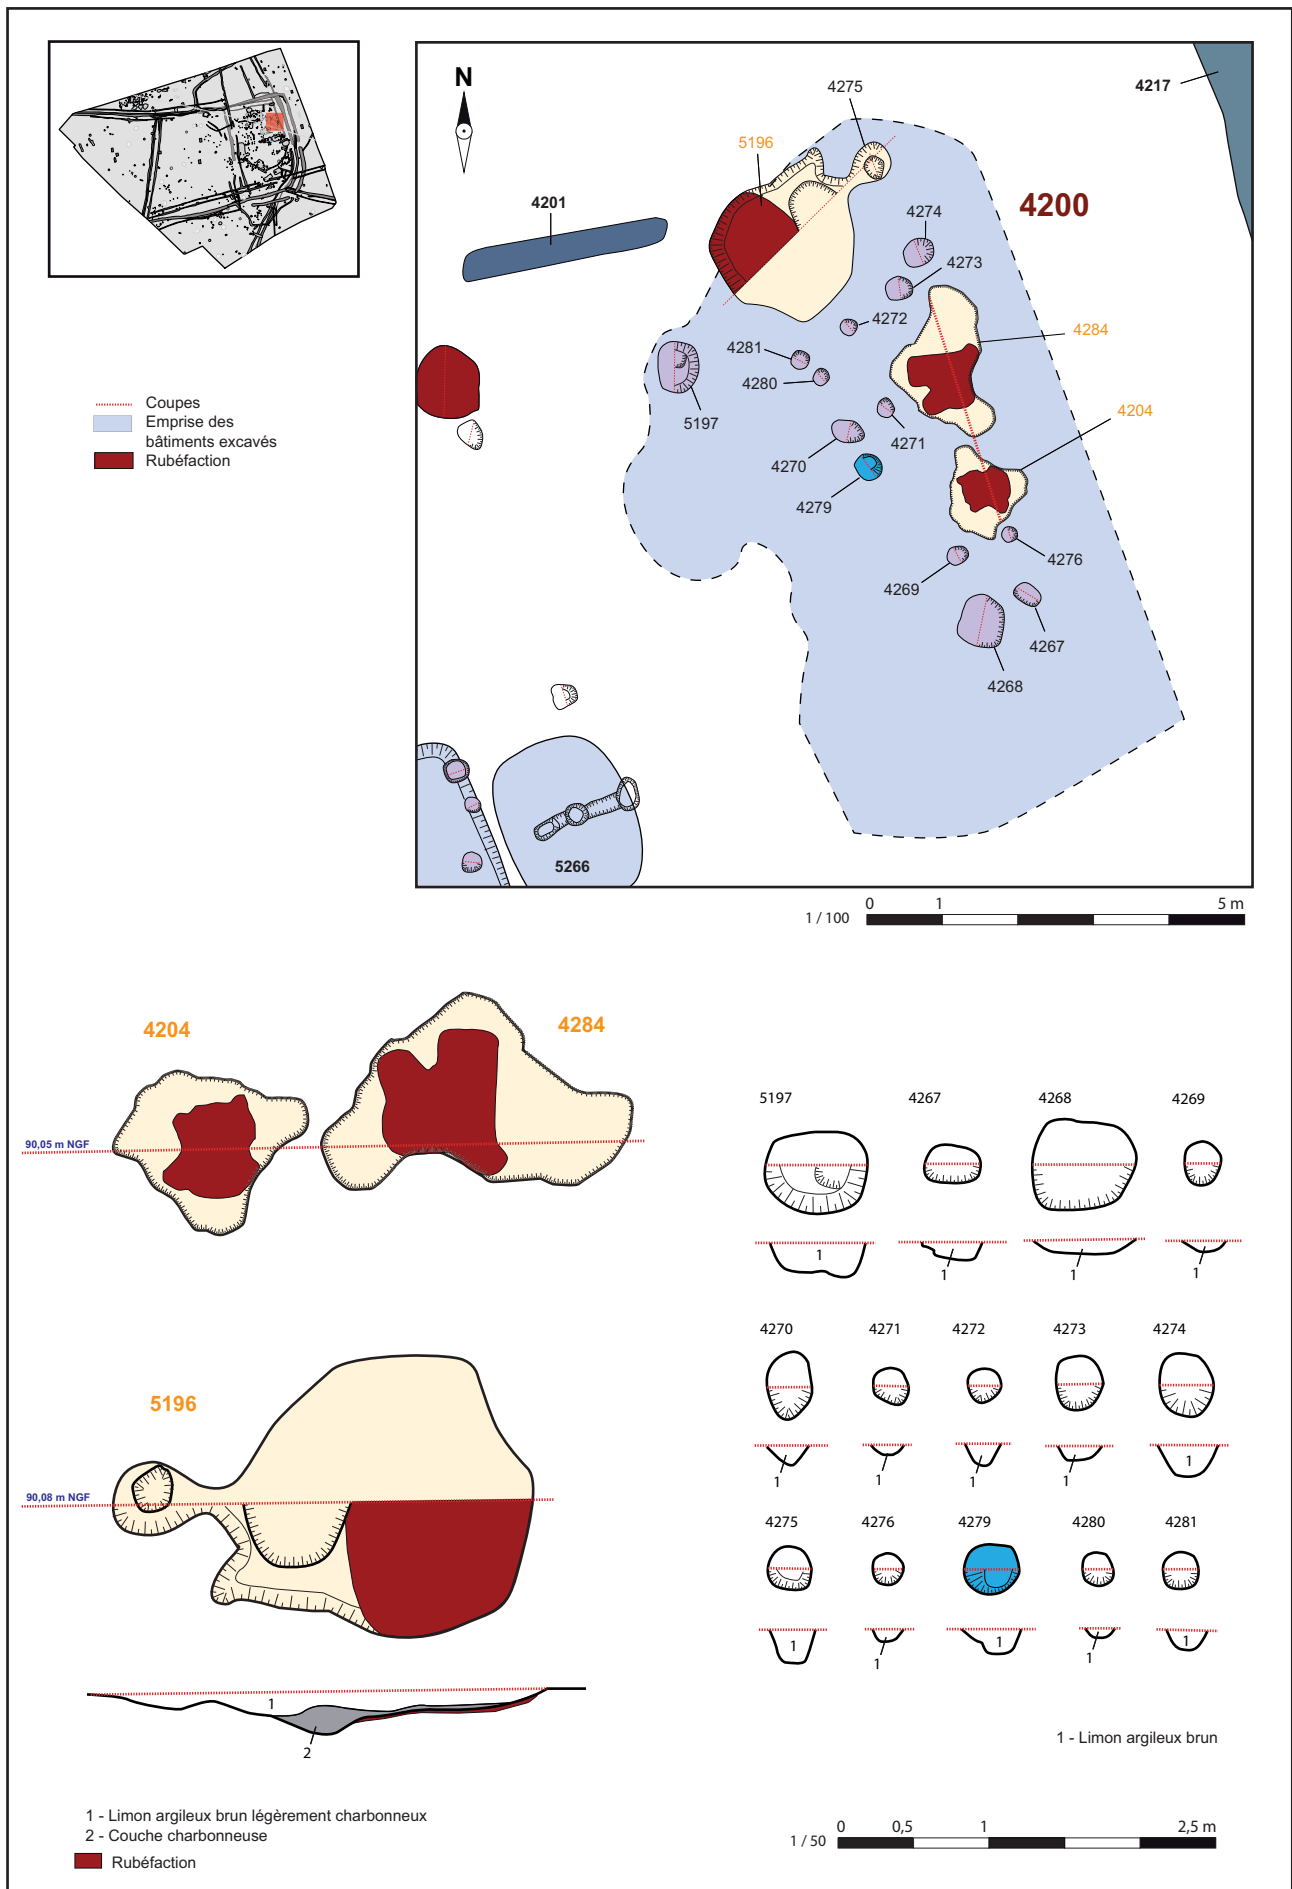 N
4275
4217
5196
4200
4201
4274
4273
4272
4284
4281
4280
5197
4204
4271
4270
4279
4276
4269
4267
4268
5266
Coupes
Emprise des
bâtiments excavés
Rubéfaction
1 / 100
0 1 5 m
4204
4284
90,05 m NGF
5196
90,08 m NGF
1
2
1 - Limon argileux brun légèrement charbonneux
2 - Couche charbonneuse
Rubéfaction
5197 4267 4268 4269
1 1 1 1
4270 4271 4272 4273 4274
1 1 1 1 1
4275 4276 4279 4280 4281
1 1 1 1 1
1 - Limon argileux brun
1 / 50
0 0,5 1 2,5 m